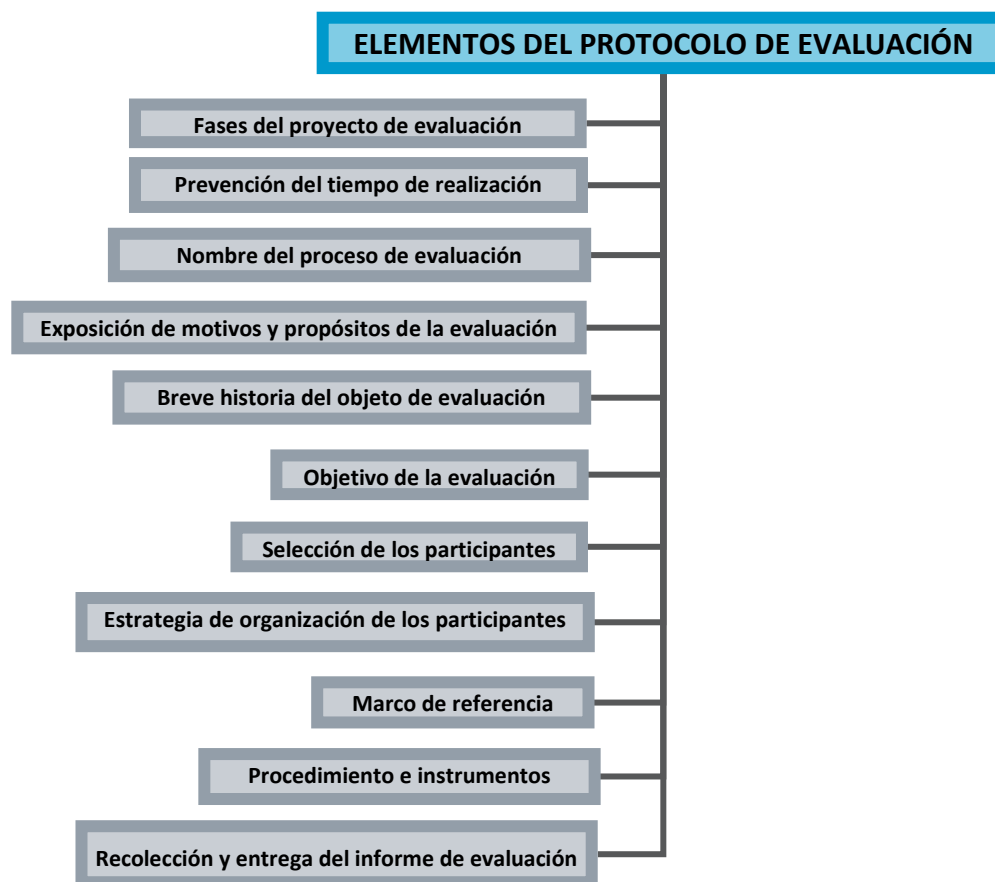 ELEMENTOS DEL PROTOCOLO DE EVALUACIÓN
Fases del proyecto de evaluación
Prevención del tiempo de realización
Nombre del proceso de evaluación
Exposición de motivos y propósitos de la evaluación
Breve historia del objeto de evaluación
Objetivo de la evaluación
Selección de los participantes
Estrategia de organización de los participantes
Marco de referencia
Procedimiento e instrumentos
Recolección y entrega del informe de evaluación